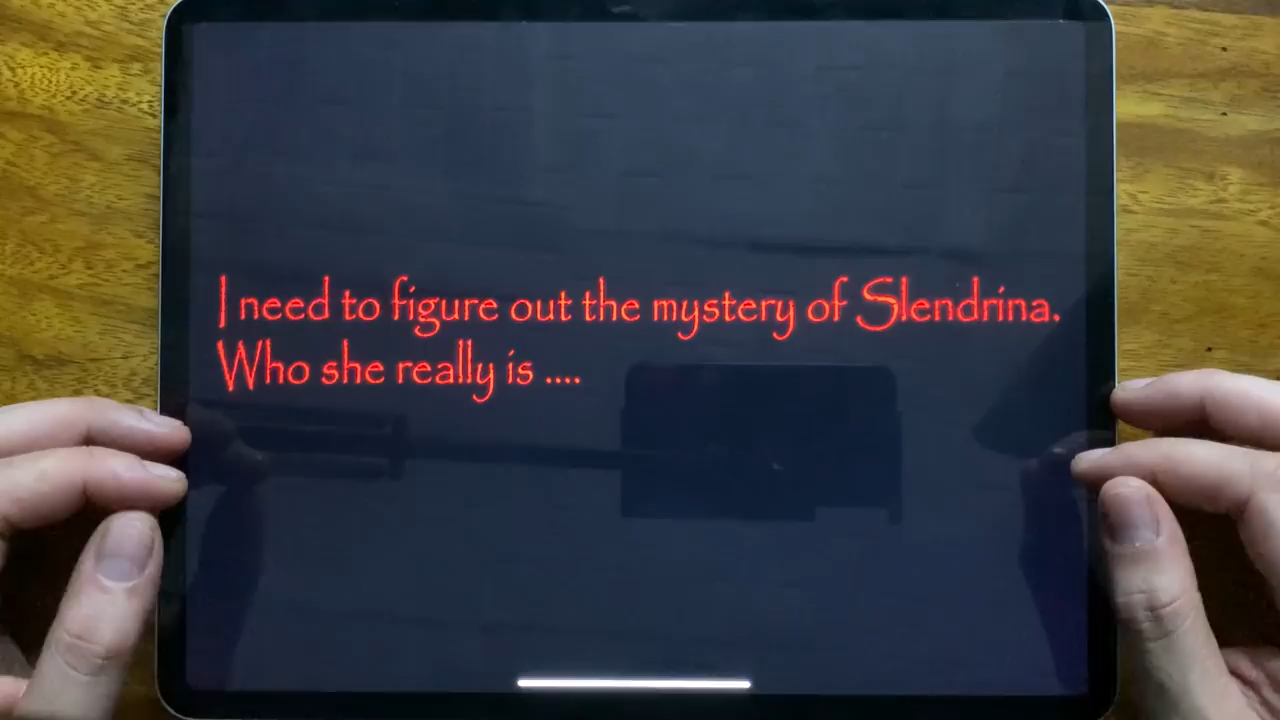 I need to figure out the mystery of Slendrina.
Who she really is ....